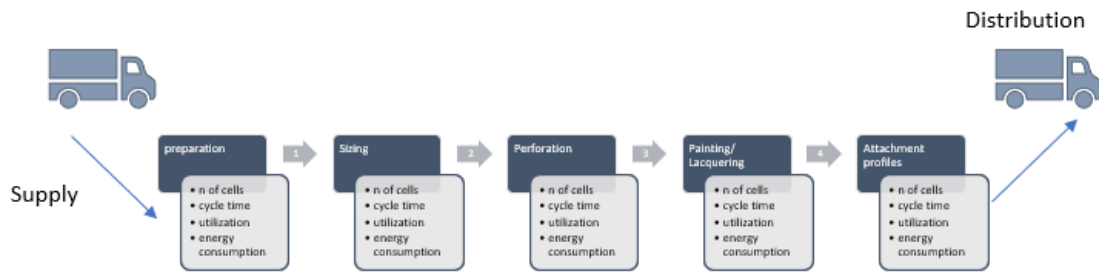 Distribution
Supply
preparation
• n of cells
• cycle time
• utilization
• energy
consumption
1
Sizing
• n of cells
• cycle time
• utilization
• energy
consumption
2
Perforation
• n of cells
• cycle time
• utilization
• energy
consumption
3
Painting/
Lacquering
• n of cells
• cycle time
• utilization
• energy
consumption
4
Attachment
profiles
• n of cells
• cycle time
• utilization
• energy
consumption